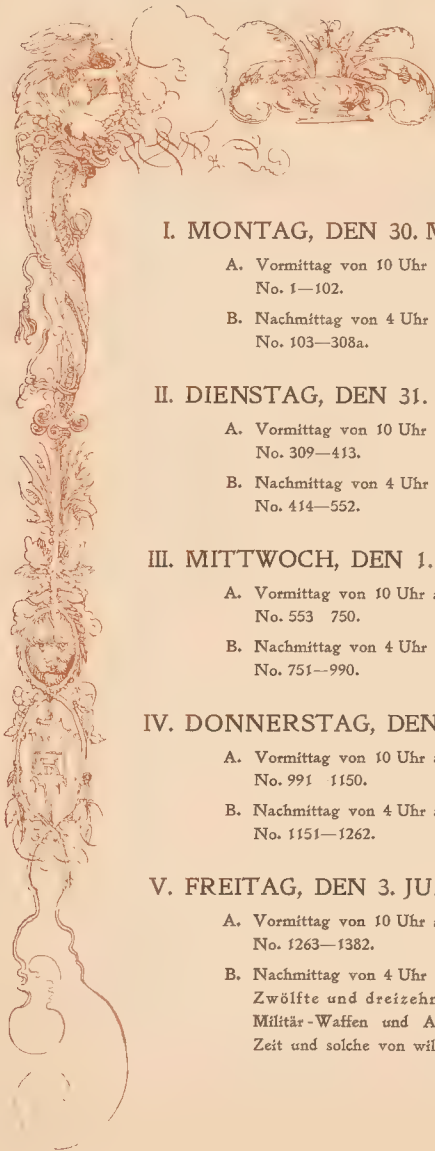 I. MONTAG, DEN 30. M
A. Vormittag von 10 Uhr
No. 1—102.
B. Nachmittag von 4 Uhr
No. 103—308a.
II. DIENSTAG, DEN 31.
A. Vormittag von 10 Uhr
No. 309—413.
B. Nachmittag von 4 Uhr
No. 414—552.
III. MITTWOCH, DEN 1.
A. Vormittag von 10 Uhr a
No. 553 750.
B. Nachmittag von 4 Uhr
No. 751—990.
IV. DONNERSTAG, DEN
A. Vormittag von 10 Uhr a
No. 991 1150.
B. Nachmittag von 4 Uhr a
No. 1151—1262.
V. FREITAG, DEN 3. JU
A. Vormittag von 10 Uhr a
No. 1263—1382.
B. Nachmittag von 4 Uhr
Zwölfte und dreizehn
Militär-Waffen und A
Zeit und solche von wil